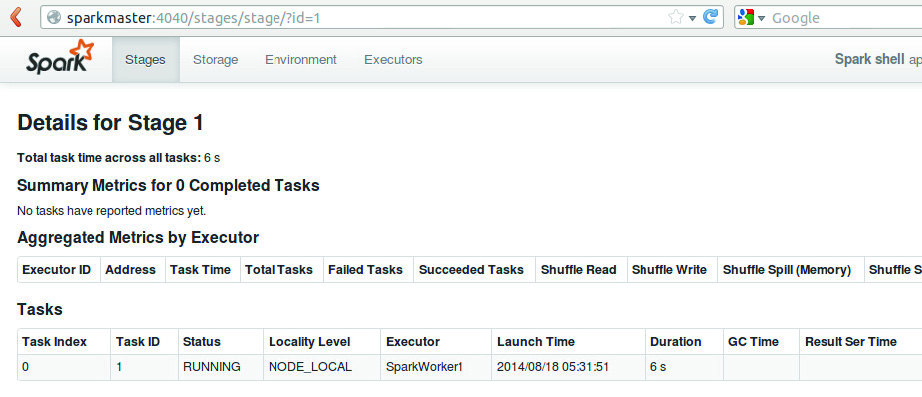 sparkmaster:4040/stages/stage/?id=1
Google
Spark
Stages Storage Environment Executors Spark shell ap
Details for Stage 1
Total task time across all tasks: 6 s
Summary Metrics for 0 Completed Tasks
No tasks have reported metrics yet.
Aggregated Metrics by Executor
Executor ID Address Task Time Total Tasks Failed Tasks Succeeded Tasks Shuffle Read Shuffle Write Shuffle Spill (Memory) Shuffle S
Tasks
Task Index Task ID Status Locality Level Executor Launch Time Duration GC Time Result Ser Time
0 1 RUNNING NODE_LOCAL SparkWorker1 2014/08/18 05:31:51 6 s